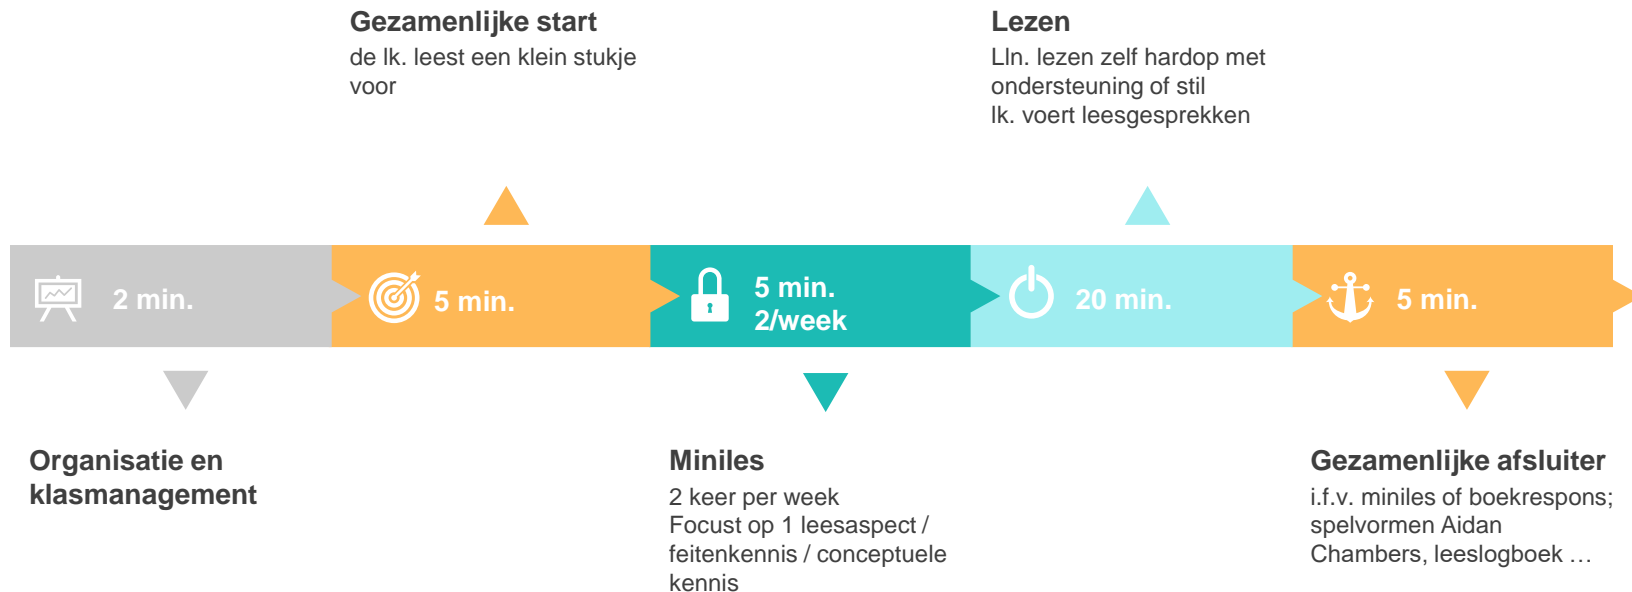 Gezamenlijke start
de lk. leest een klein stukje
voor
Lezen
Lln. lezen zelf hardop met
ondersteuning of stil
lk. voert leesgesprekken
2 min.
5 min.
5 min.
2/week
20 min.
5 min.
Organisatie en
klasmanagement
Miniles
2 keer per week
Focust op 1 leesaspect /
feitenkennis / conceptuele
kennis
Gezamenlijke afsluiter
i.f.v. miniles of boekrespons;
spelvormen Aidan
Chambers, leeslogboek …